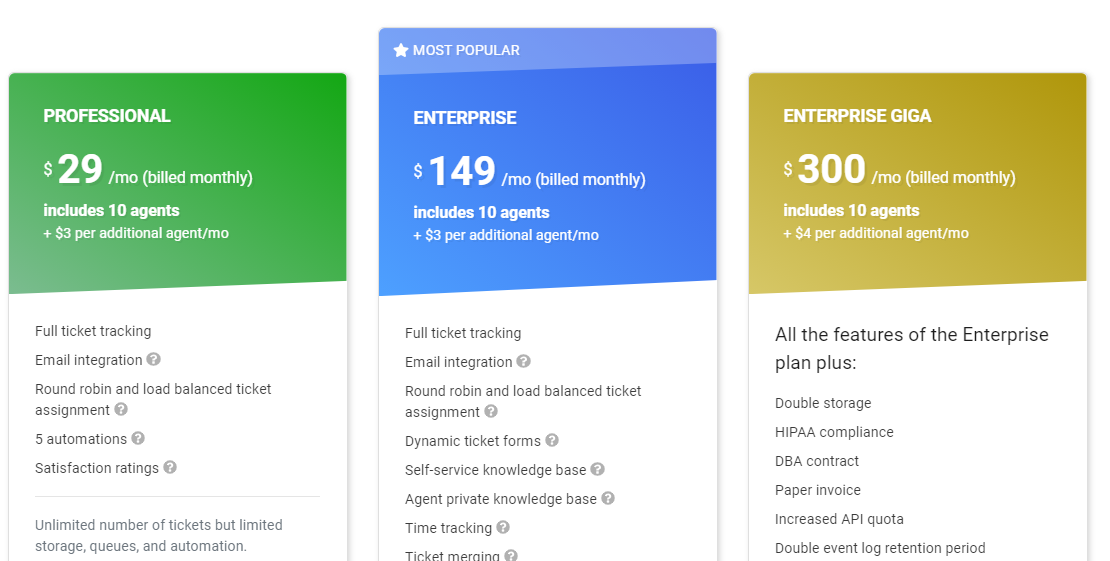 PROFESSIONAL
$ 29 /mo (billed monthly)
includes 10 agents
+ $3 per additional agent/mo
Full ticket tracking
Email integration ?
Round robin and load balanced ticket
assignment ?
5 automations ?
Satisfaction ratings ?
Unlimited number of tickets but limited
storage, queues, and automation.
MOST POPULAR
ENTERPRISE
$ 149 /mo (billed monthly)
includes 10 agents
+ $3 per additional agent/mo
Full ticket tracking
Email integration ?
Round robin and load balanced ticket
assignment ?
Dynamic ticket forms ?
Self-service knowledge base ?
Agent private knowledge base ?
Time tracking ?
Ticket merging ?
ENTERPRISE GIGA
$ 300 /mo (billed monthly)
includes 10 agents
+ $4 per additional agent/mo
All the features of the Enterprise
plan plus:
Double storage
HIPAA compliance
DBA contract
Paper invoice
Increased API quota
Double event log retention period